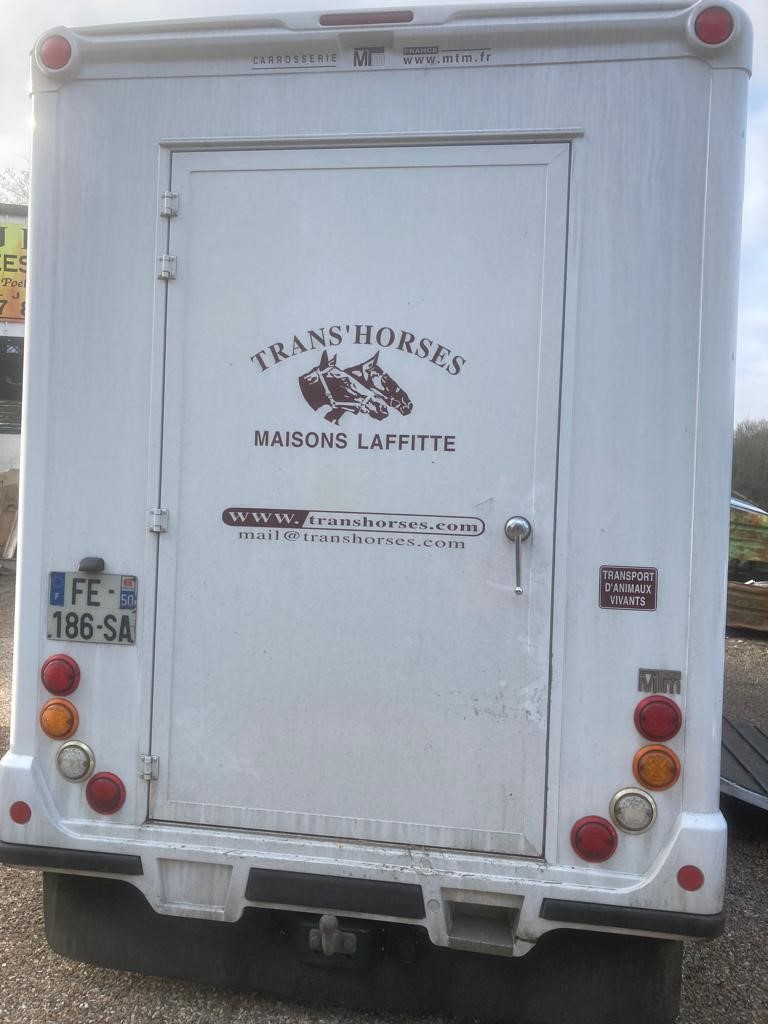 CARROSSERIE MTM FRANCE www.mtm.fr
TRANS'HORSES
MAISONS LAFFITTE
www.transhorses.com
mail@transhorses.com
TRANSPORT
D'ANIMAUX
VIVANTS
F FE- 50
186-SA
MTM